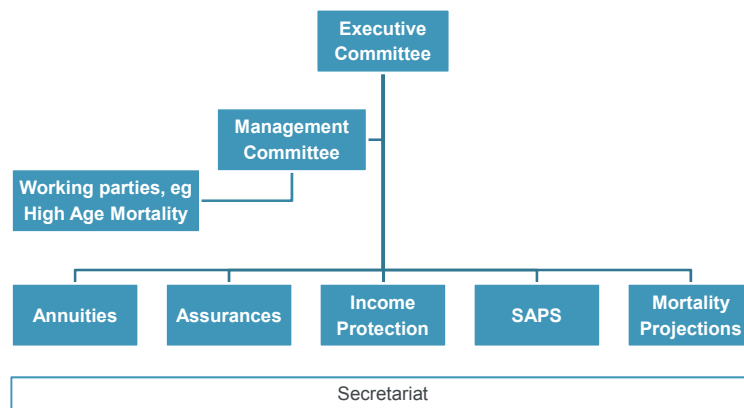 Executive
Committee
Management
Committee
Working parties, eg
High Age Mortality
Annuities
Assurances
Income
Protection
SAPS
Mortality
Projections
Secretariat